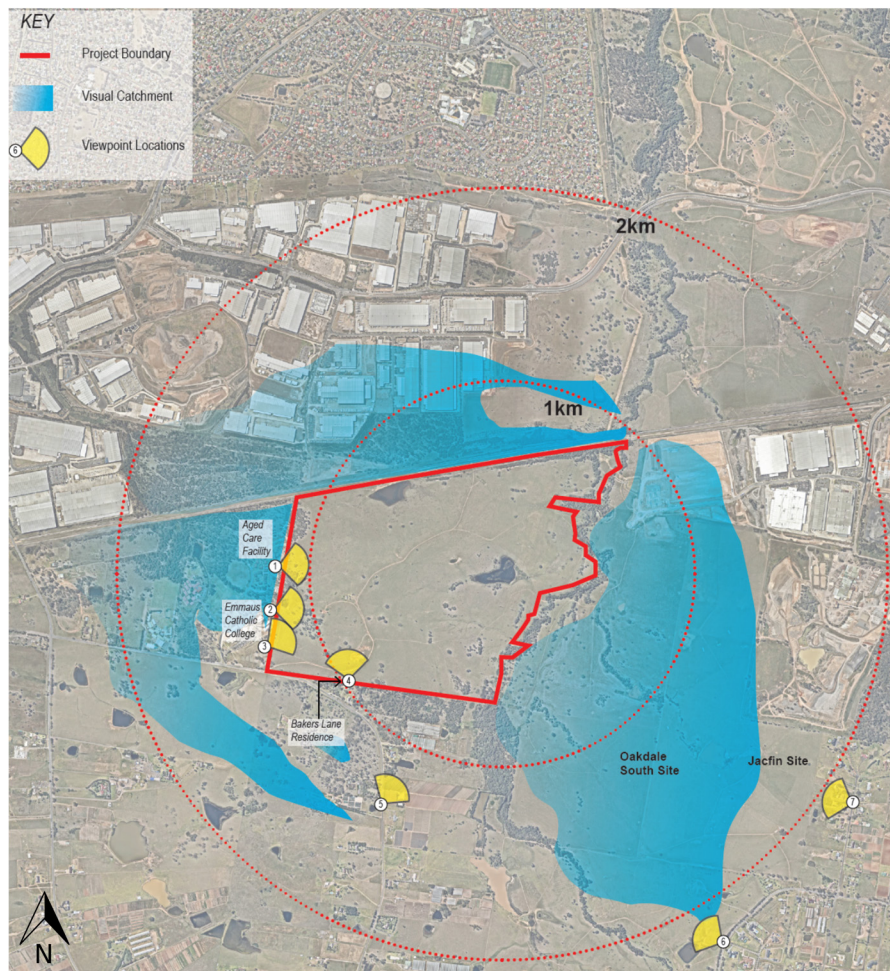 KEY
Project Boundary
Visual Catchment
6
Viewpoint Locations
2km
1km
Aged
Care
Facility
1
Emmaus
Catholic
College
2
3
4
Bakers Lane
Residence
Oakdale
South Site
Jacfin Site
5
7
6
N